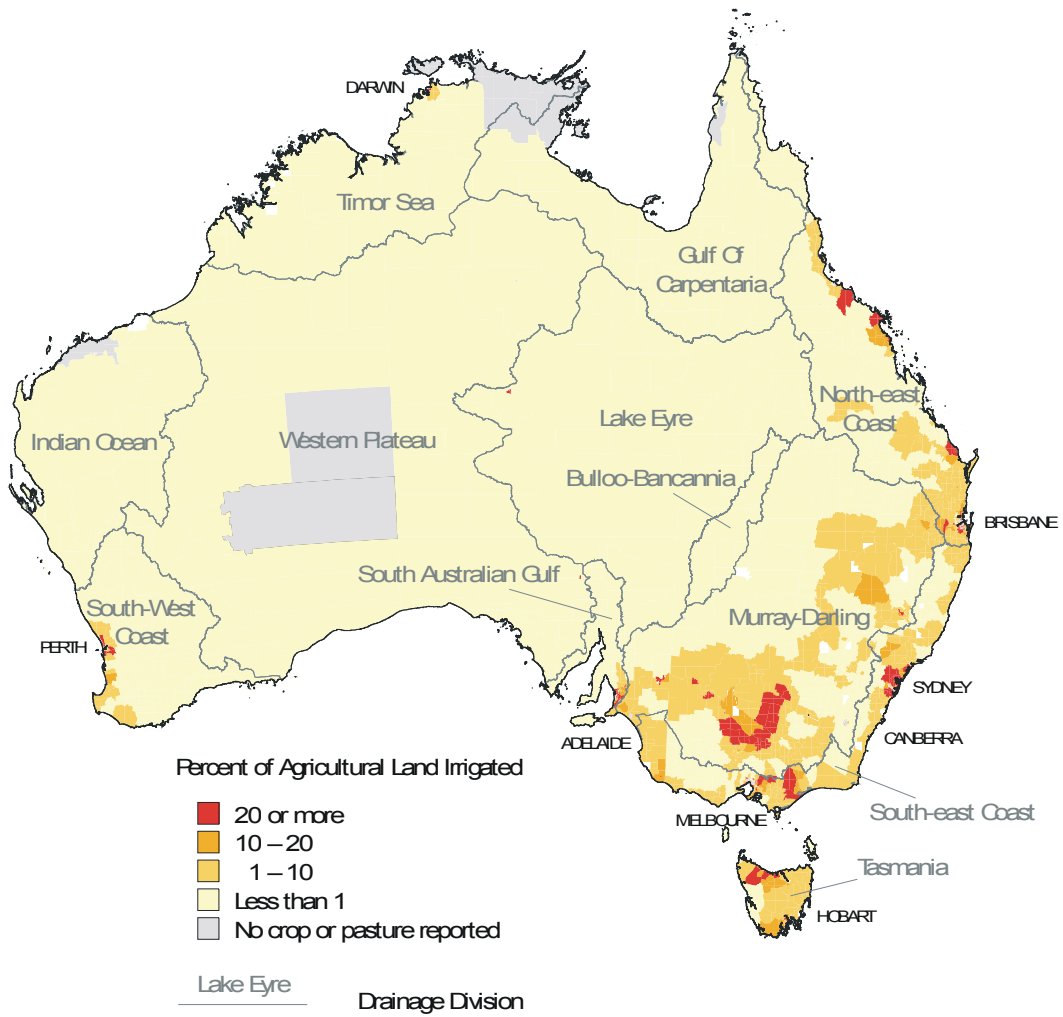 DARWIN
Timor Sea
Gulf Of
Carpentaria
North-east
Coast
Lake Eyre
Indian Ocean
Western Plateau
Bulloo-Bancannia
BRISBANE
South Australian Gulf
South-West
Coast
Murray-Darling
PERTH
SYDNEY
ADELAIDE
CANBERRA
Percent of Agricultural Land Irrigated
20 or more
10 – 20
1 – 10
Less than 1
No crop or pasture reported
MELBOURNE
South-east Coast
Tasmania
HOBART
Lake Eyre
Drainage Division